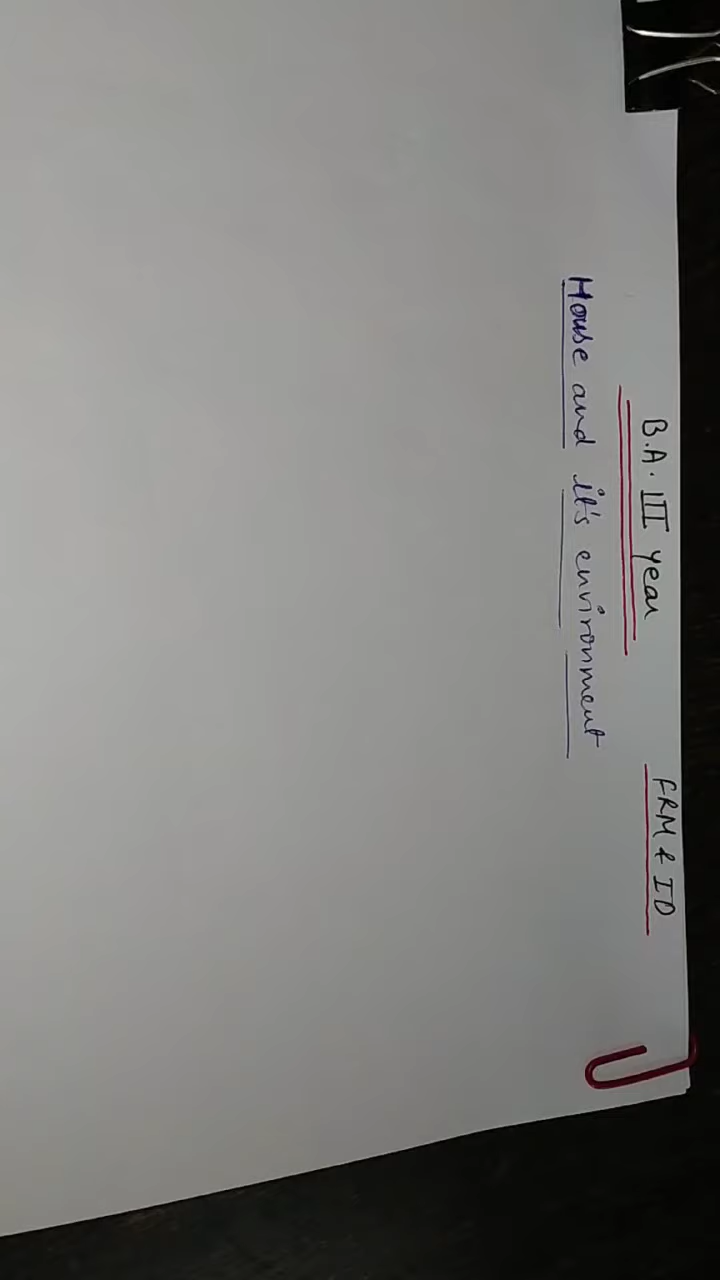 B.A. III year FRM & ID
House and it's environment